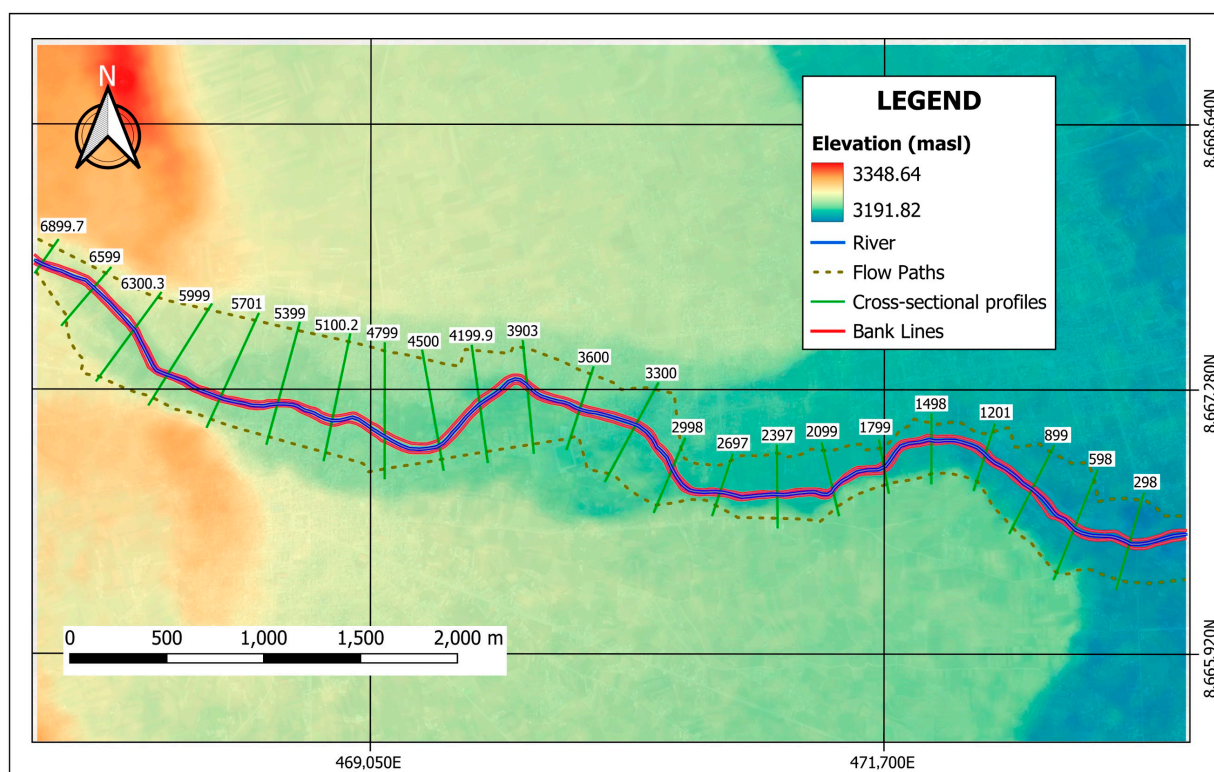 N
LEGEND
Elevation (masl)
3348.64
3191.82
River
Flow Paths
Cross-sectional profiles
Bank Lines
8.668.640N
8.667.280N
8.665.920N
6899.7
6599
6300.3
5999
5701
5399
5100.2
4799
4500
4199.9
3903
3600
3300
2998
2697
2397
2099
1799
1498
1201
899
598
298
0 500 1,000 1,500 2,000 m
469,050E 471,700E